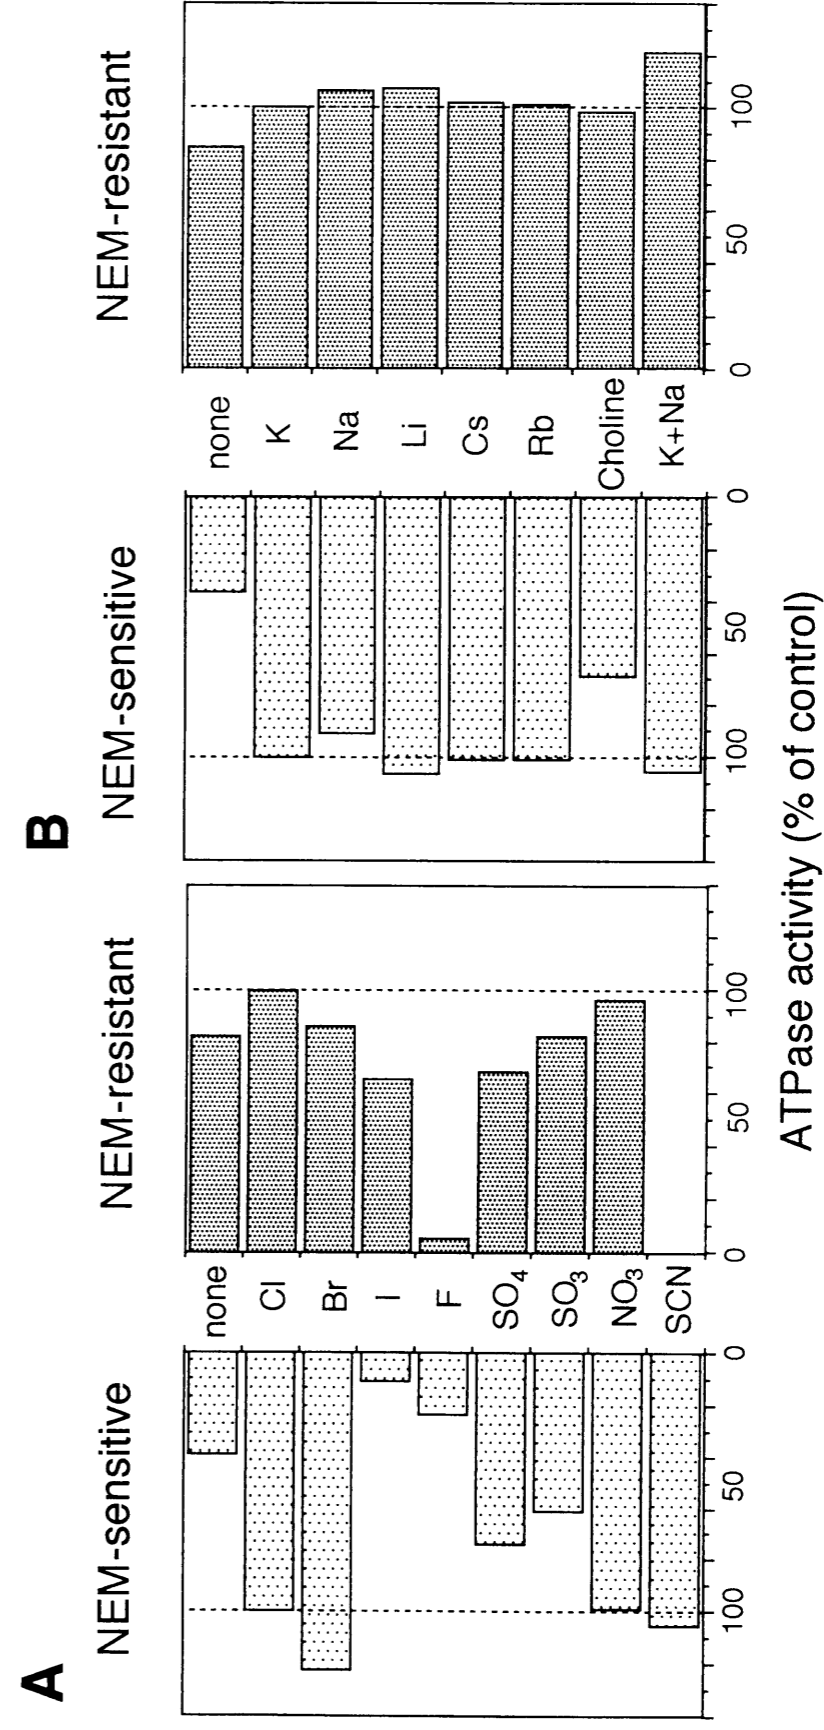 A
NEM-sensitive
NEM-resistant
none
Cl
Br
I
F
SO4
SO3
NO3
SCN
100
50
0
0
50
100
B
NEM-sensitive
NEM-resistant
none
K
Na
Li
Cs
Rb
Choline
K+Na
100
50
0
0
50
100
ATPase activity (% of control)